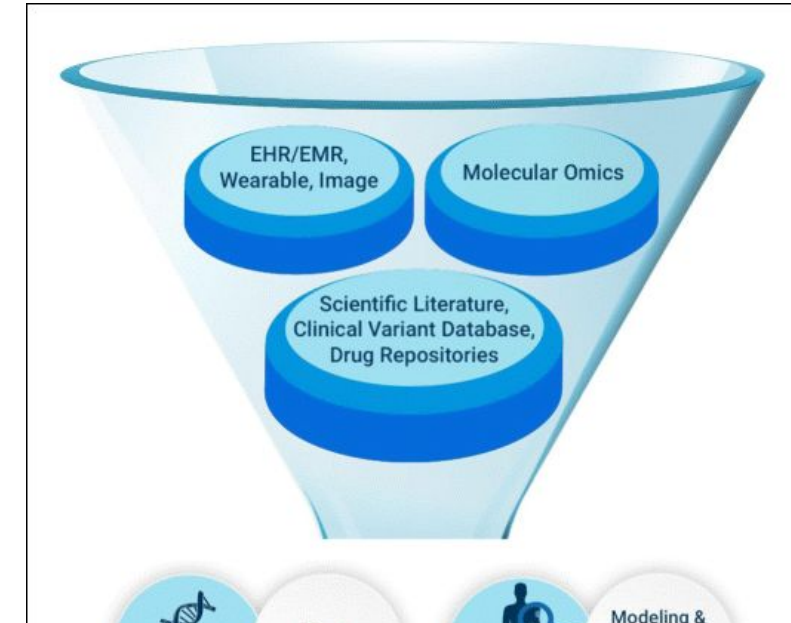 EHR/EMR,
Wearable, Image
Molecular Omics
Scientific Literature,
Clinical Variant Database,
Drug Repositories
Modeling &